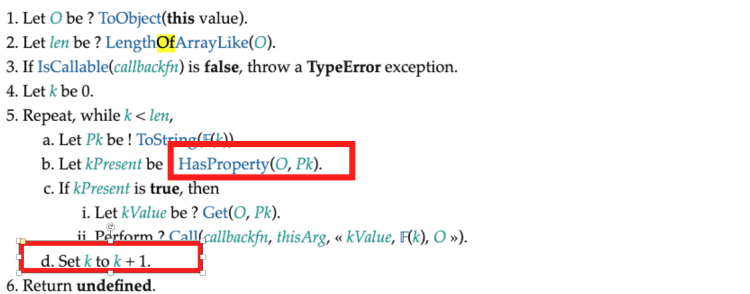 1. Let O be ? ToObject(this value).
2. Let len be ? LengthOfArrayLike(O).
3. If IsCallable(callbackfn) is false, throw a TypeError exception.
4. Let k be 0.
5. Repeat, while k < len,
a. Let Pk be ! ToString(𝔽(k))
b. Let kPresent be HasProperty(O, Pk).
c. If kPresent is true, then
i. Let kValue be ? Get(O, Pk).
ii. Perform ? Call(callbackfn, thisArg, « kValue, 𝔽(k), O »).
d. Set k to k + 1.
6. Return undefined.